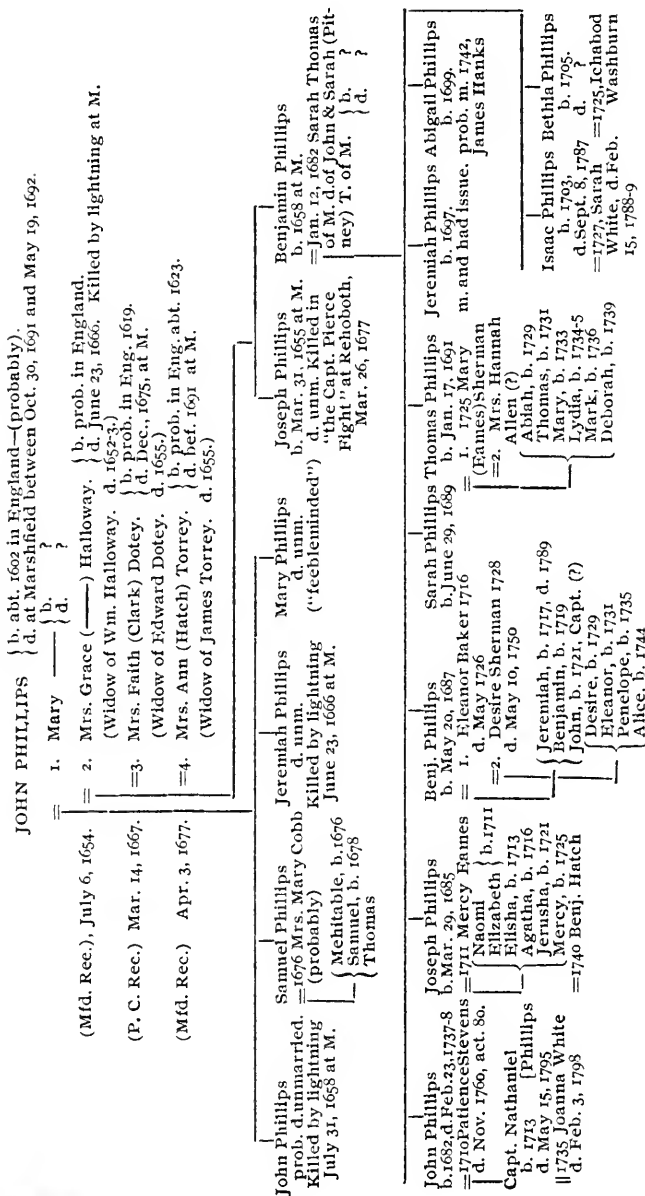 JOHN PHILLIPS
b. abt. 1602 in England—(probably).
d. at Marshfield between Oct. 30, 1691 and May 19, 1692.
= 1. Mary —— b. ?
d. ?
(Mfd. Rec.), July 6, 1654.
= 2. Mrs. Grace (——) Halloway.
b. prob. in England.
d. June 23, 1666. Killed by lightning at M.
(Widow of Wm. Halloway. d. 1652-3.)
(P. C. Rec.) Mar. 14, 1667.
=3. Mrs. Faith (Clark) Dotey.
b. prob. in Eng. 1619.
d. Dec., 1675, at M.
(Widow of Edward Dotey. d. 1655.)
(Mfd. Rec.) Apr. 3, 1677.
=4. Mrs. Ann (Hatch) Torrey.
b. prob. in Eng. abt. 1623.
d. bef. 1691 at M.
(Widow of James Torrey. d. 1655.)
John Phillips
prob. d. unmarried.
Killed by lightning
July 31, 1658 at M.
Samuel Phillips
=1676 Mrs. Mary Cobb
(probably)
Mehitable, b. 1676
Samuel, b. 1678
Thomas
Jeremiah Phillips
d. unm.
Killed by lightning
June 23, 1666 at M.
Mary Phillips
d. unm.
("feebleminded")
Joseph Phillips
b. Mar. 31, 1655 at M.
d. unm. Killed in
"the Capt. Pierce
Fight" at Rehoboth,
Mar. 26, 1677
Benjamin Phillips
b. 1658 at M.
=Jan. 12, 1682 Sarah Thomas
of M. d. of John & Sarah (Pit-
ney) T. of M. b. ?
d. ?
John Phillips
b. 1682, d. Feb. 23, 1737-8
=1710 Patience Stevens
d. Nov. 1760, aet. 80.
Capt. Nathaniel
b. 1713 [Phillips
d. May 15, 1795
||1735 Joanna White
d. Feb. 3, 1798
Joseph Phillips
b. Mar. 29, 1685
=1711 Mercy Eames
Naomi
Elizabeth b. 1711
Elisha, b. 1713
Agatha, b. 1716
Jerusha, b. 1721
Mercy, b. 1725
=1740 Benj. Hatch
Benj. Phillips
b. May 20, 1687
= 1. Eleanor Baker 1716
d. May 1726
=2. Desire Sherman 1728
d. May 10, 1750
Jeremiah, b. 1717, d. 1789
Benjamin, b. 1719
John, b. 1721, Capt. (?)
Desire, b. 1729
Eleanor, b. 1731
Penelope, b. 1735
Alice, b. 1744
Sarah Phillips
b. June 29, 1689
Thomas Phillips
b. Jan. 17, 1691
= 1. 1725 Mary
(Eames) Sherman
=2. Mrs. Hannah
Allen (?)
Abiah, b. 1729
Thomas, b. 1731
Mary, b. 1733
Lydia, b. 1734-5
Mark, b. 1736
Deborah, b. 1739
Jeremiah Phillips
b. 1697.
m. and had issue.
Abigail Phillips
b. 1699.
prob. m. 1742,
James Hanks
Isaac Phillips
b. 1703,
d. Sept. 8, 1787
=1727, Sarah
White, d. Feb.
15, 1788-9
Bethia Phillips
b. 1705.
d. ?
=1725, Ichabod
Washburn